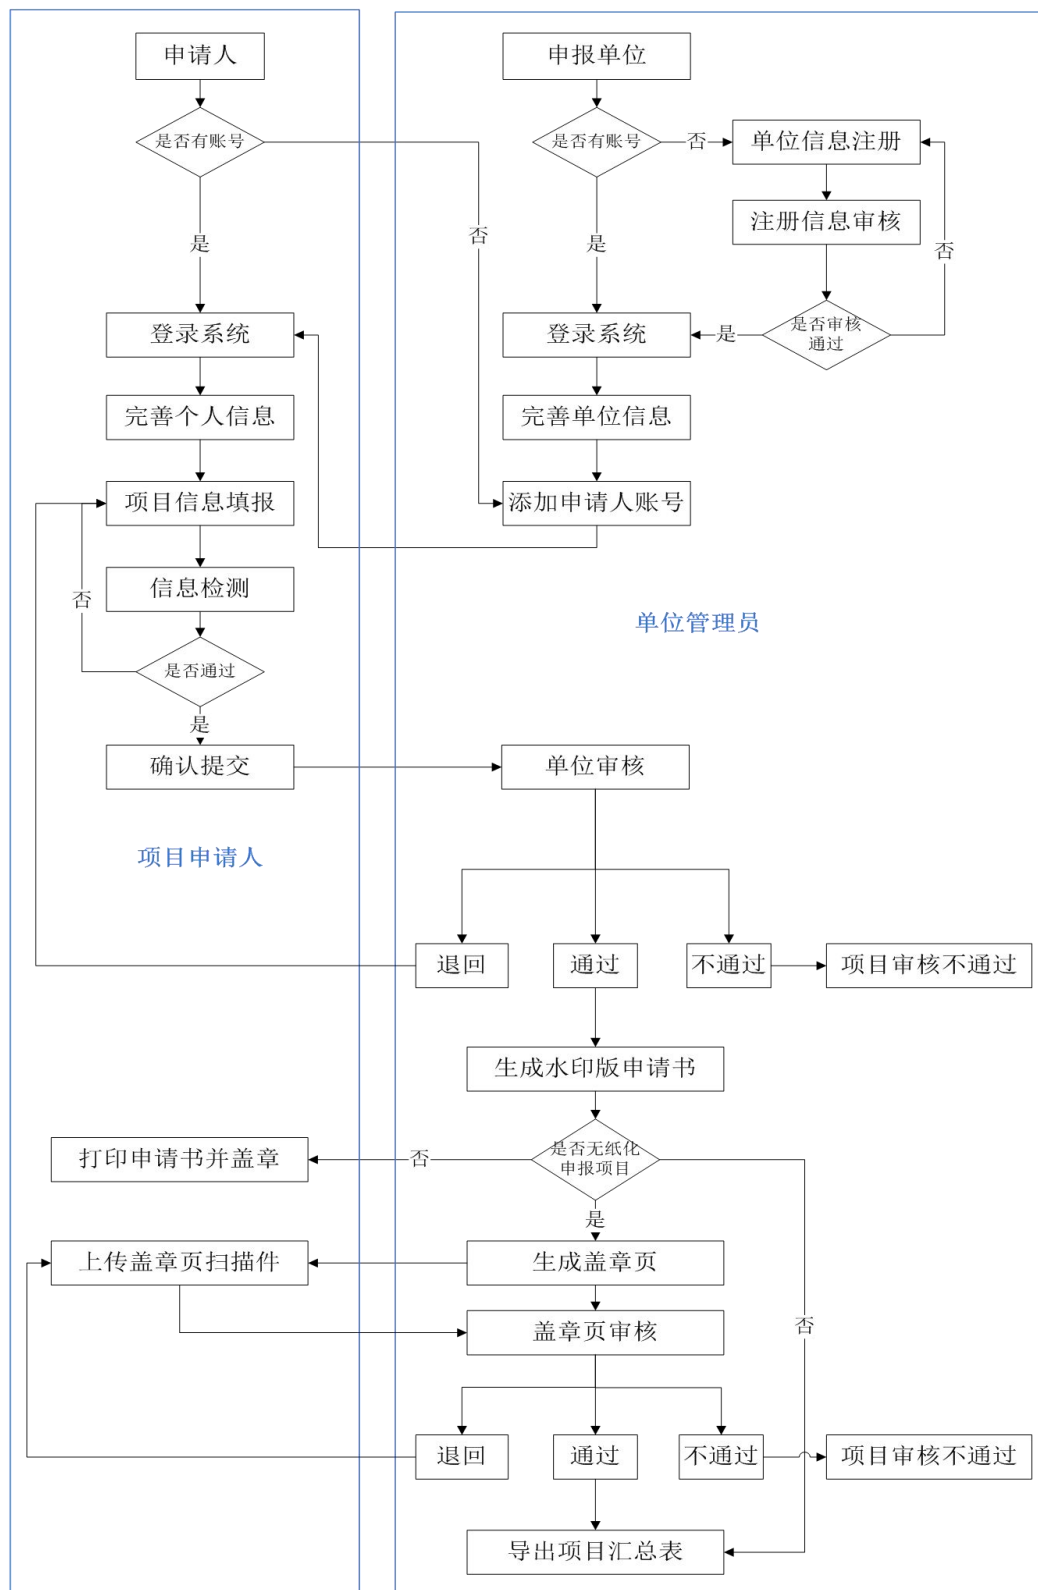 申请人
申报单位
是否有账号
是否有账号
否
单位信息注册
注册信息审核
否
是
是
否
登录系统
登录系统
是
是否审核
通过
完善个人信息
完善单位信息
项目信息填报
添加申请人账号
信息检测
否
单位管理员
是否通过
是
确认提交
单位审核
项目申请人
退回
通过
不通过
项目审核不通过
生成水印版申请书
打印申请书并盖章
否
是否无纸化
申报项目
是
上传盖章页扫描件
生成盖章页
盖章页审核
否
退回
通过
不通过
项目审核不通过
导出项目汇总表